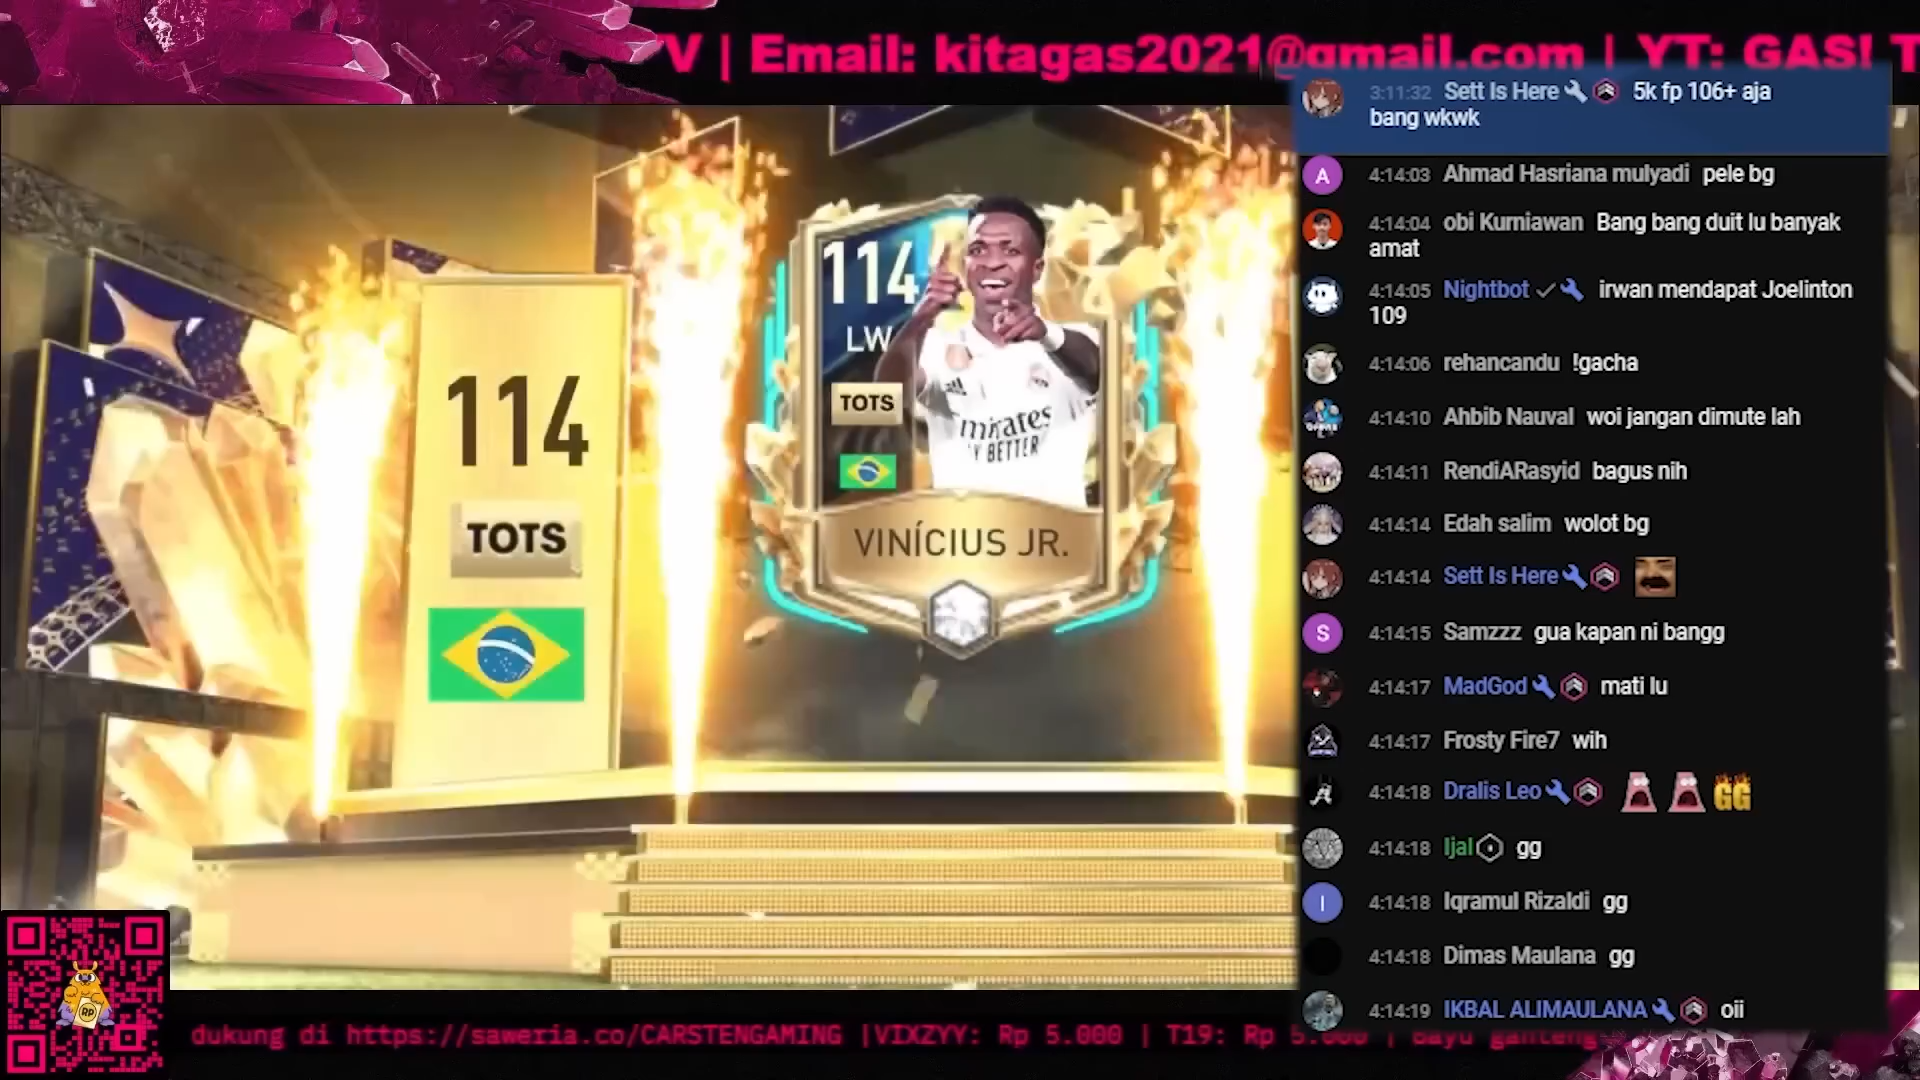 V | Email: kitagas2021@gmail.com | YT: GAS! T
3:11:32 Sett Is Here 5k fp 106+ aja
bang wkwk
4:14:03 Ahmad Hasriana mulyadi pele bg
4:14:04 obi Kurniawan Bang bang duit lu banyak
amat
4:14:05 Nightbot irwan mendapat Joelinton
109
4:14:06 rehancandu !gacha
4:14:10 Ahbib Nauval woi jangan dimute lah
4:14:11 RendiARasyid bagus nih
4:14:14 Edah salim wolot bg
4:14:14 Sett Is Here
4:14:15 Samzzz gua kapan ni bangg
4:14:17 MadGod mati lu
4:14:17 Frosty Fire7 wih
4:14:18 Dralis Leo GG
4:14:18 Ijal gg
4:14:18 Iqramul Rizaldi gg
4:14:18 Dimas Maulana gg
4:14:19 IKBAL ALIMAULANA oii
114
TOTS
114
LW
TOTS
Emirates
FLY BETTER
VINÍCIUS JR.
A
S
I
RP
dukung di https://saweria.co/CARSTENGAMING |VIXZYY: Rp 5.000 | T19: Rp 5.000 | Bayu ganteng